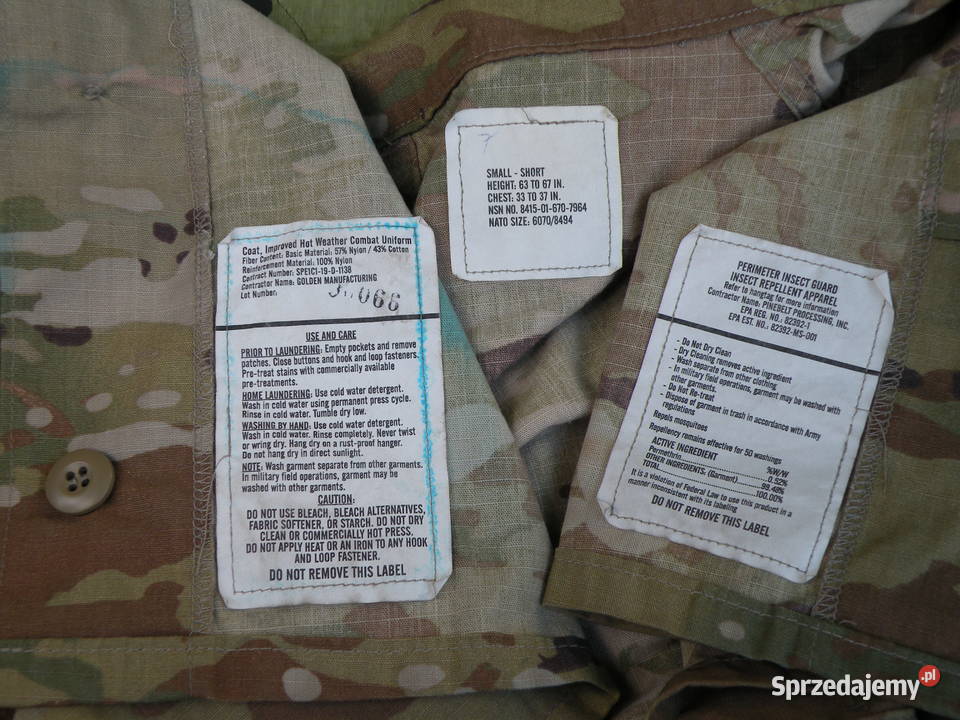 SMALL - SHORT
HEIGHT: 63 TO 67 IN.
CHEST: 33 TO 37 IN.
NSN NO. 8415-01-670-7964
NATO SIZE: 6070/8494
Coat, Improved Hot Weather Combat Uniform
Fiber Content: Basic Material: 57% Nylon / 43% Cotton
Reinforcement Material: 100% Nylon
Contract Number: SPE1C1-19-D-1138
Contractor Name: GOLDEN MANUFACTURING
Lot Number:
066
USE AND CARE
PRIOR TO LAUNDERING: Empty pockets and remove
patches. Close buttons and hook and loop fasteners.
Pre-treat stains with commercially available
pre-treatments.
HOME LAUNDERING: Use cold water detergent.
Wash in cold water using permanent press cycle.
Rinse in cold water. Tumble dry low.
WASHING BY HAND: Use cold water detergent.
Wash in cold water. Rinse completely. Never twist
or wring dry. Hang dry on a rust-proof hanger.
Do not hang dry in direct sunlight.
NOTE: Wash garment separate from other garments.
In military field operations, garment may be
washed with other garments.
CAUTION:
DO NOT USE BLEACH, BLEACH ALTERNATIVES,
FABRIC SOFTENER, OR STARCH. DO NOT DRY
CLEAN OR COMMERCIALLY HOT PRESS.
DO NOT APPLY HEAT OR AN IRON TO ANY HOOK
AND LOOP FASTENER.
DO NOT REMOVE THIS LABEL
PERIMETER INSECT GUARD
INSECT REPELLENT APPAREL
Refer to hangtag for more information
Contractor Name: PINEBELT PROCESSING, INC.
EPA REG. NO.: 82392-1
EPA EST. NO.: 82392-MS-001
- Do Not Dry Clean
- Dry Cleaning removes active ingredient
- Wash separate from other clothing
- In military field operations, garment may be washed with
other garments.
- Do Not Re-treat
- Dispose of garment in trash in accordance with Army
regulations
Repels mosquitoes
Repellency remains effective for 50 washings
ACTIVE INGREDIENT %W/W
Permethrin 0.52%
OTHER INGREDIENTS, (Garment) 99.48%
TOTAL 100.00%
It is a violation of Federal Law to use this product in a
manner inconsistent with its labeling
DO NOT REMOVE THIS LABEL
Sprzedajemy.pl